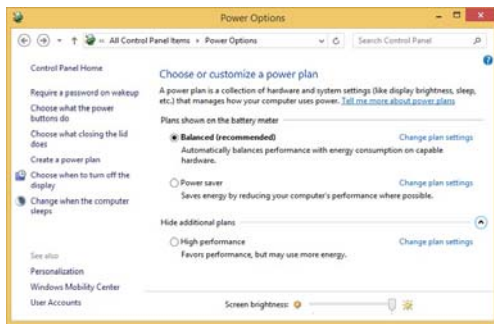 Power Options
All Control Panel Items
Power Options
Search Control Panel
Control Panel Home
Require a password on wakeup
Choose what the power
buttons do
Choose what closing the lid
does
Create a power plan
Choose when to turn off the
display
Change when the computer
sleeps
See also
Personalization
Windows Mobility Center
User Accounts
Choose or customize a power plan
A power plan is a collection of hardware and system settings (like display brightness, sleep,
etc.) that manages how your computer uses power. Tell me more about power plans
Plans shown on the battery meter
Balanced (recommended) Change plan settings
Automatically balances performance with energy consumption on capable
hardware.
Power saver Change plan settings
Saves energy by reducing your computer's performance where possible.
Hide additional plans
High performance Change plan settings
Favors performance, but may use more energy.
Screen brightness: